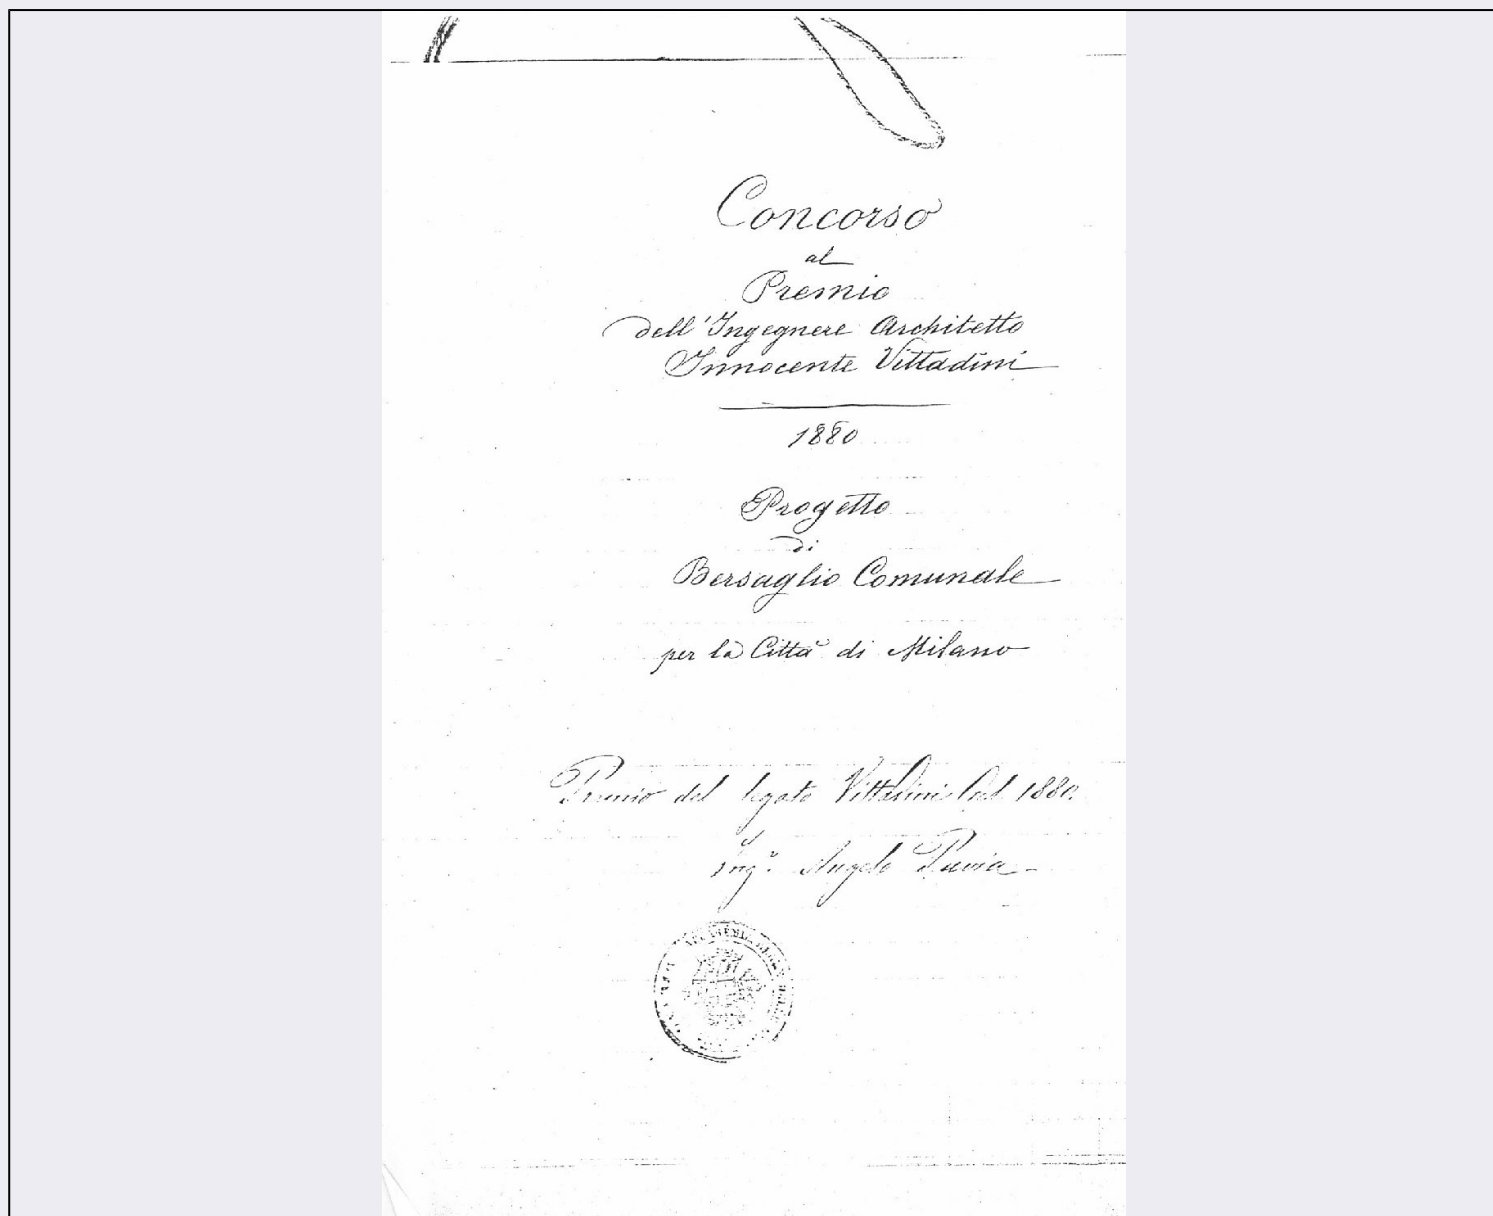 Concorso
al
Premio
dell'Ingegnere Architetto
Innocente Vittadini
1880
Progetto
di
Bersaglio Comunale
per la Città di Milano
Premio del legato Vittadini del 1880.
Ing.e Angelo Pavia